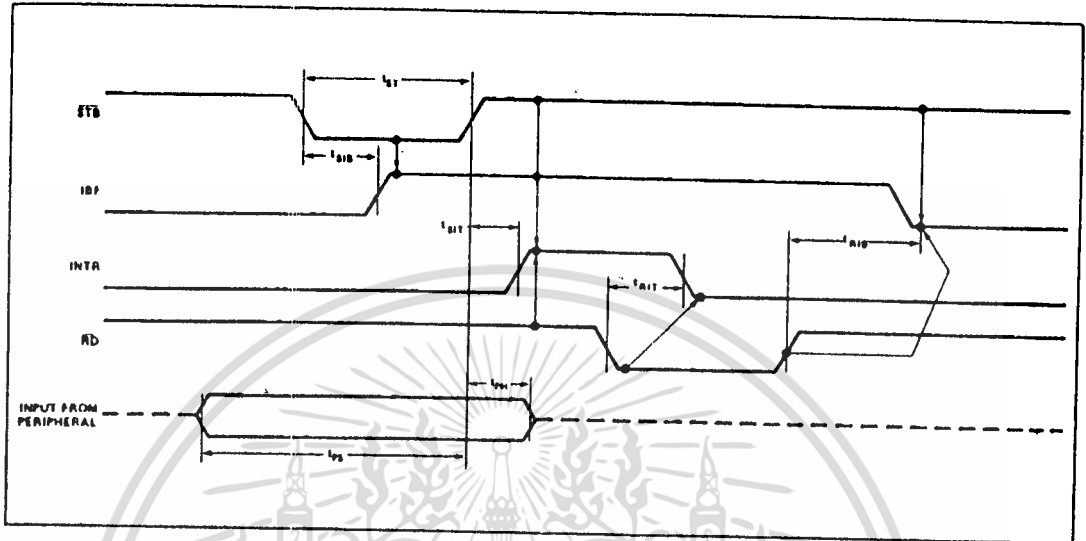 tST
STB
tSIB
IBF
tSIT
tRIB
INTR
tRIT
RD
tPH
INPUT FROM
PERIPHERAL
tPS